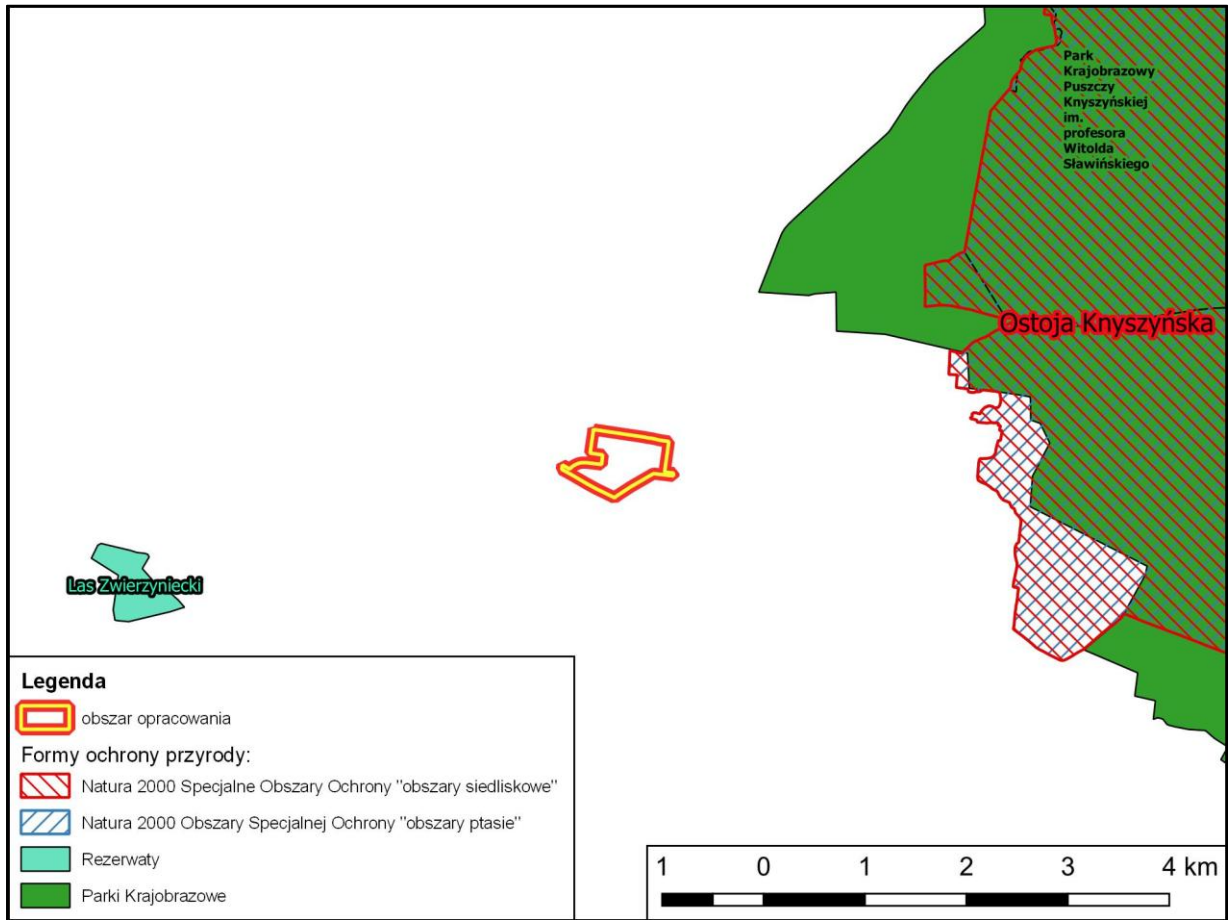 Park
Krajobrazowy
Puszczy
Knyszyńskiej
im.
profesora
Witolda
Sławińskiego
Ostoja Knyszyńska
Las Zwierzyniecki
Legenda
obszar opracowania
Formy ochrony przyrody:
Natura 2000 Specjalne Obszary Ochrony "obszary siedliskowe"
Natura 2000 Obszary Specjalnej Ochrony "obszary ptasie"
Rezerwaty
Parki Krajobrazowe
1 0 1 2 3 4 km